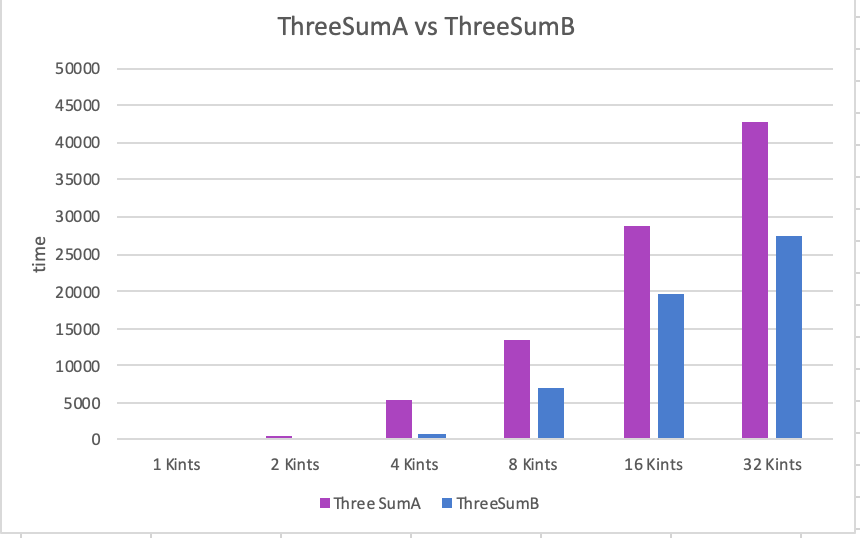 ThreeSumA vs ThreeSumB
50000
45000
40000
35000
30000
25000
20000
15000
10000
5000
0
time
1 Kints 2 Kints 4 Kints 8 Kints 16 Kints 32 Kints
Three SumA ThreeSumB